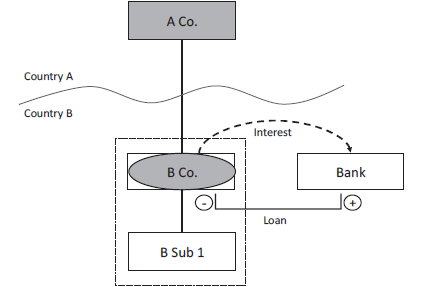 A Co.
Country A
Country B
Interest
B Co.
Bank
-
+
Loan
B Sub 1